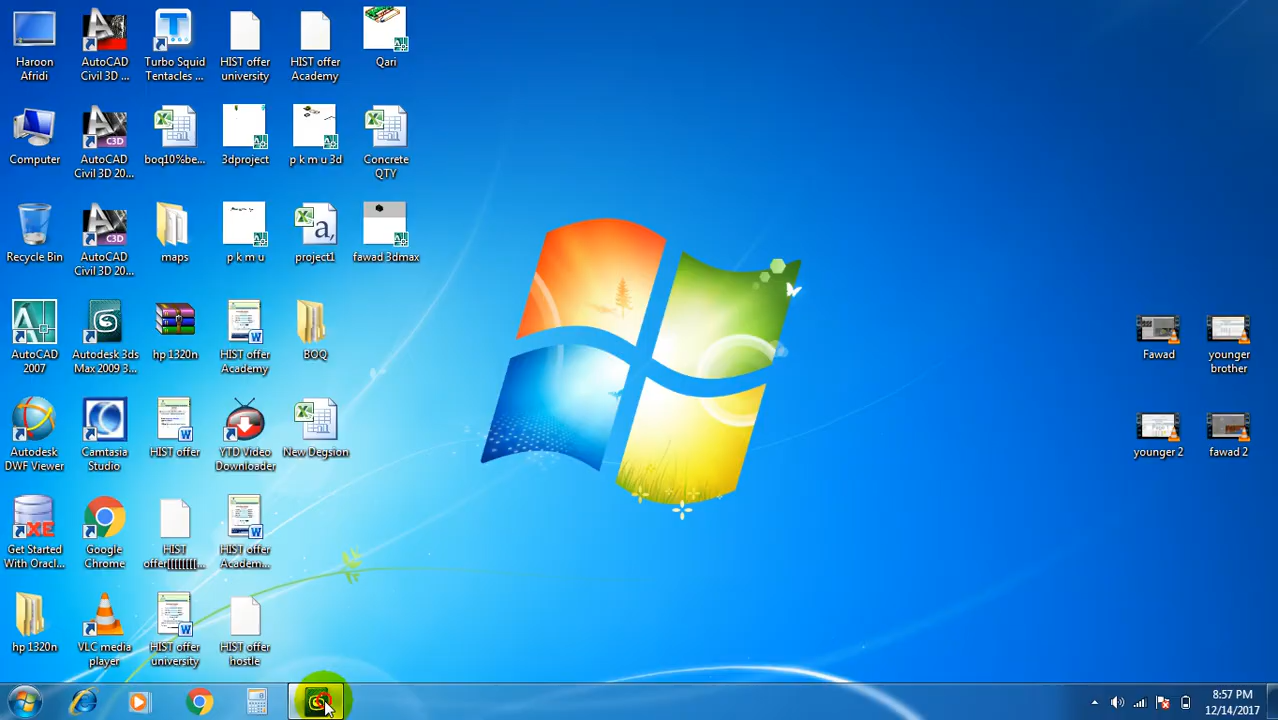 Haroon
Afridi
AutoCAD
Civil 3D ...
Turbo Squid
Tentacles ...
HIST offer
university
HIST offer
Academy
Qari
Computer
AutoCAD
Civil 3D 20...
boq10%be...
3dproject
p k m u 3d
Concrete
QTY
Recycle Bin
AutoCAD
Civil 3D 20...
maps
p k m u
project1
fawad 3dmax
AutoCAD
2007
Autodesk 3ds
Max 2009 3...
hp 1320n
HIST offer
Academy
BOQ
Fawad
younger
brother
Autodesk
DWF Viewer
Camtasia
Studio
HIST offer
YTD Video
Downloader
New Degsion
younger 2
fawad 2
Get Started
With Oracl...
Google
Chrome
HIST
offer[[[[[[[[...
HIST offer
Academ...
hp 1320n
VLC media
player
HIST offer
university
HIST offer
hostle
8:57 PM
12/14/2017